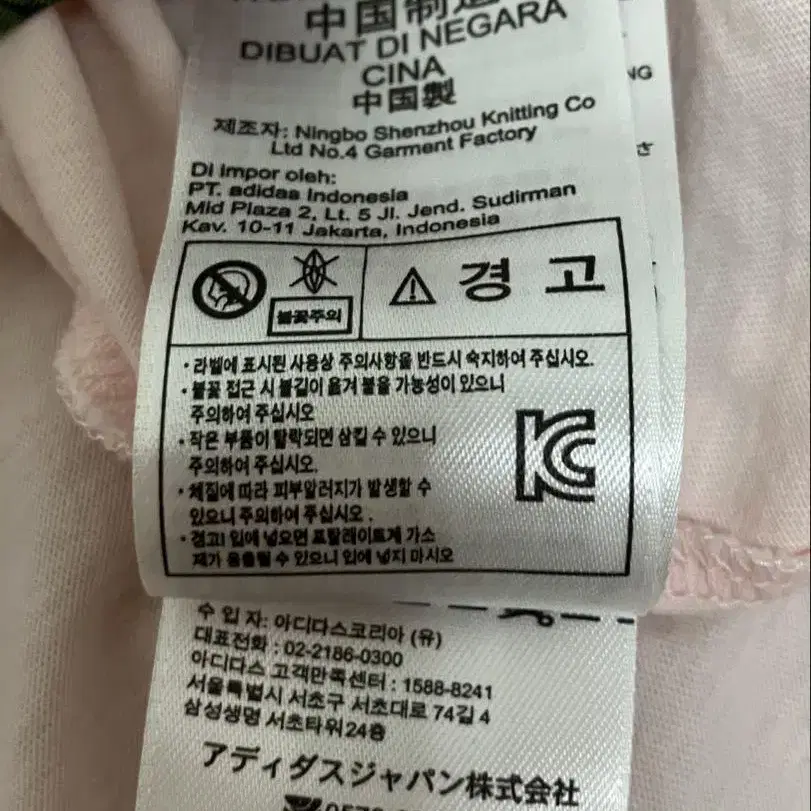 中国制造
DIBUAT DI NEGARA
CINA
中国製
제조자: Ningbo Shenzhou Knitting Co
Ltd No.4 Garment Factory
Di impor oleh:
PT. adidas Indonesia
Mid Plaza 2, Lt. 5 Jl. Jend. Sudirman
Kav. 10-11 Jakarta, Indonesia
불꽃주의
경 고
· 라벨에 표시된 사용상 주의사항을 반드시 숙지하여 주십시오.
· 불꽃 접근 시 불길이 옮겨 붙을 가능성이 있으니
주의하여 주십시오
· 작은 부품이 탈락되면 삼킬 수 있으니
주의하여 주십시오.
· 체질에 따라 피부알러지가 발생할 수
있으니 주의하여 주십시오 .
· 경고! 입에 넣으면 프탈레이트계 가소
제가 용출될 수 있으니 입에 넣지 마시오
KC
NG
さ
수 입 자: 아디다스코리아 (유)
대표전화 : 02-2186-0300
아디다스 고객만족센터 : 1588-8241
서울특별시 서초구 서초대로 74길 4
삼성생명 서초타워24층
アディダスジャパン株式会社